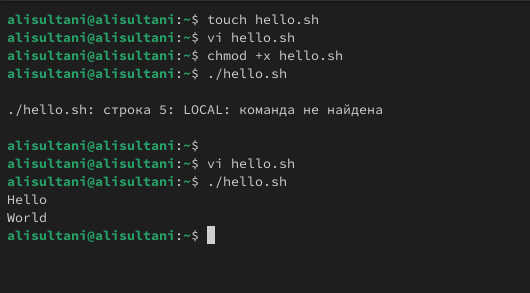 alisultani@alisultani:~$ touch hello.sh
alisultani@alisultani:~$ vi hello.sh
alisultani@alisultani:~$ chmod +x hello.sh
alisultani@alisultani:~$ ./hello.sh
./hello.sh: строка 5: LOCAL: команда не найдена
alisultani@alisultani:~$
alisultani@alisultani:~$ vi hello.sh
alisultani@alisultani:~$ ./hello.sh
Hello
World
alisultani@alisultani:~$